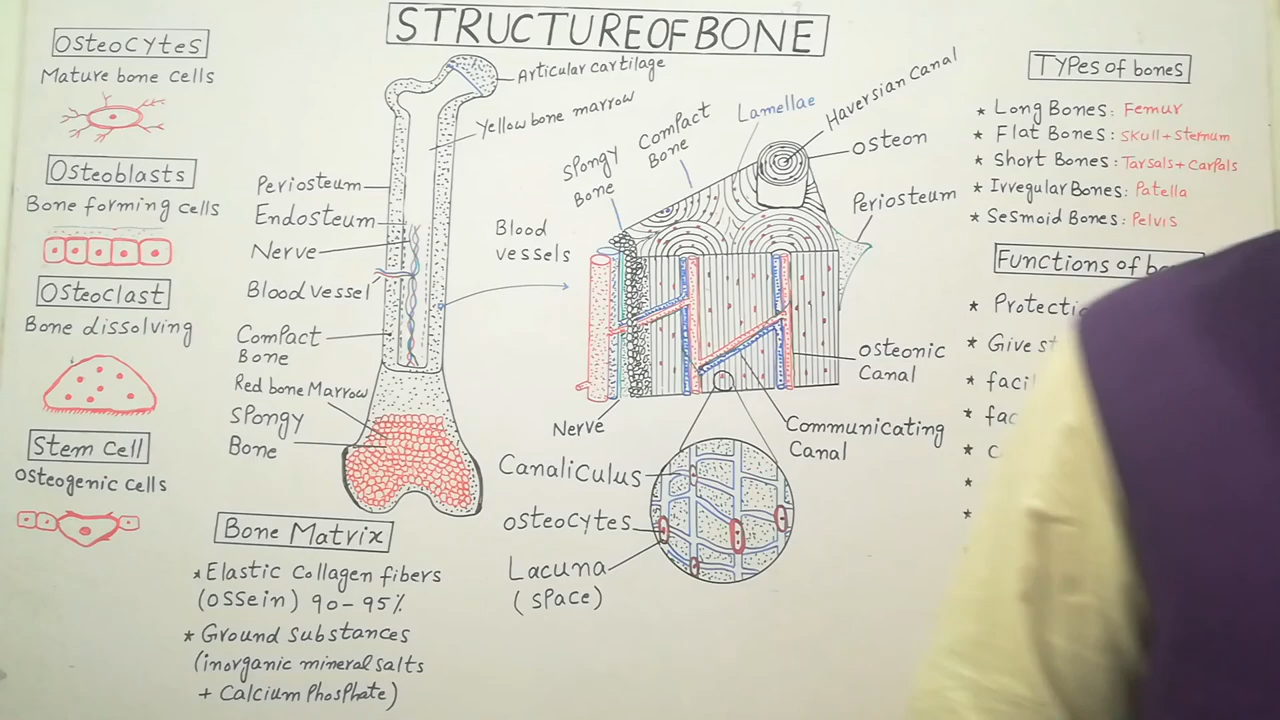 STRUCTURE OF BONE
Osteocytes
Mature bone cells
Osteoblasts
Bone forming cells
Osteoclast
Bone dissolving
Stem Cell
Osteogenic cells
Articular cartilage
Yellow bone marrow
Periosteum
Endosteum
Nerve
Blood vessel
Compact
Bone
Red bone Marrow
Spongy
Bone
Bone Matrix
* Elastic Collagen fibers
(Ossein) 90-95%
* Ground substances
(inorganic mineral salts
+ Calcium Phosphate)
Blood
vessels
Spongy
Bone
Compact
Bone
Lamellae
Haversian Canal
Osteon
Periosteum
Osteonic
Canal
Communicating
Canal
Nerve
Canaliculus
Osteocytes
Lacuna
(Space)
Types of bones
* Long Bones: Femur
* Flat Bones: Skull + Sternum
* Short Bones: Tarsals + Carpals
* Irregular Bones: Patella
* Sesmoid Bones: Pelvis
Functions of
*
* Give
*
*
*
*
*